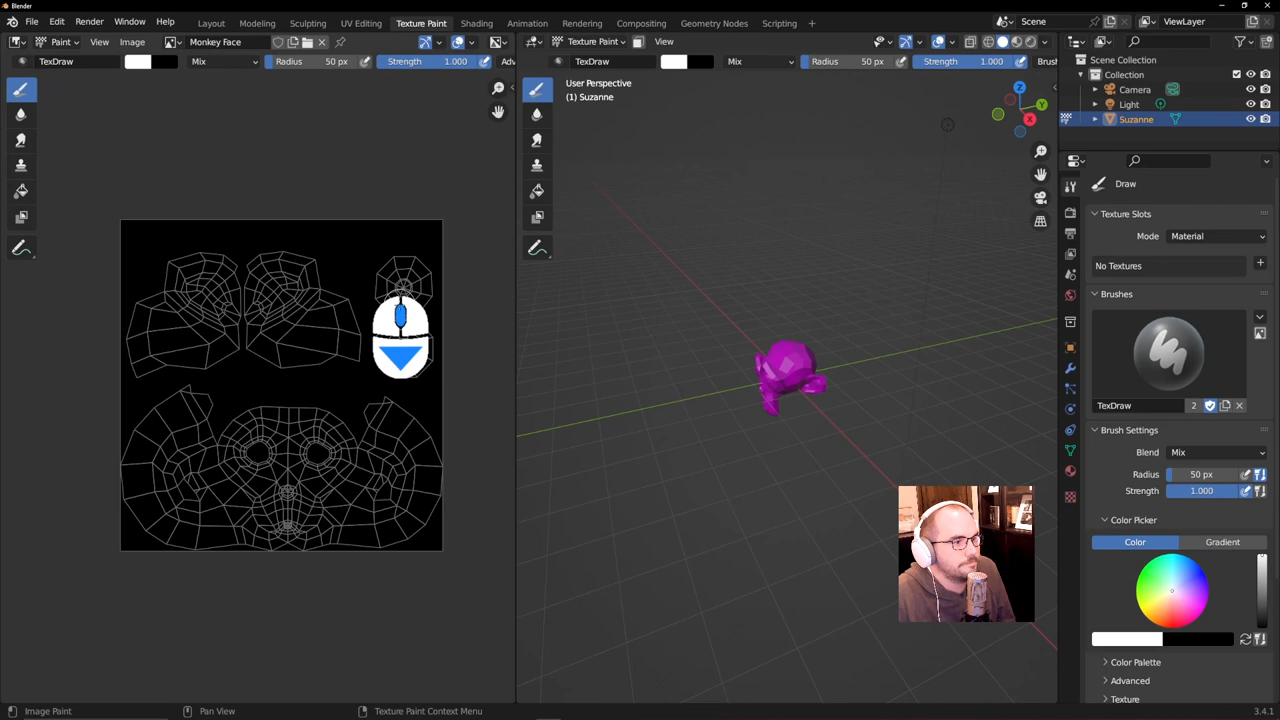 Blender
File Edit Render Window Help
Layout Modeling Sculpting UV Editing Texture Paint Shading Animation Rendering Compositing Geometry Nodes Scripting +
Scene
ViewLayer
Paint View Image
Monkey Face
Texture Paint View
TexDraw Mix Radius 50 px Strength 1.000 Adv
TexDraw Mix Radius 50 px Strength 1.000 Brush
User Perspective
(1) Suzanne
Z
Y
X
Scene Collection
Collection
Camera
Light
Suzanne
Draw
Texture Slots
Mode Material
No Textures
Brushes
TexDraw 2
Brush Settings
Blend Mix
Radius 50 px
Strength 1.000
Color Picker
Color Gradient
Color Palette
Advanced
Texture
Image Paint Pan View Texture Paint Context Menu
3.4.1